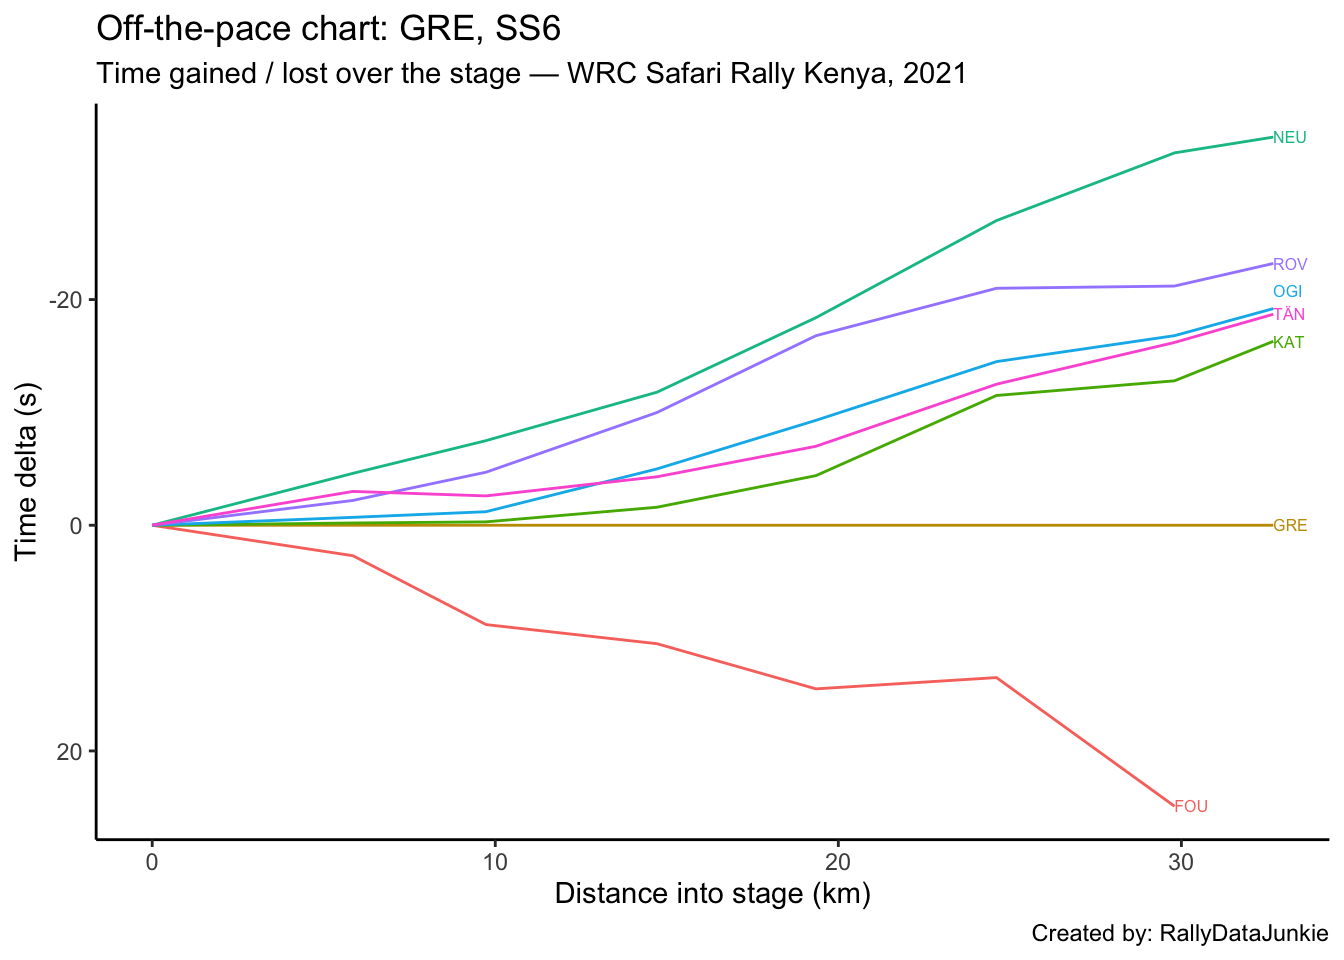 Off-the-pace chart: GRE, SS6
Time gained / lost over the stage — WRC Safari Rally Kenya, 2021
NEU
ROV
-20
OGI
TÄN
KAT
Time delta (s)
0
GRE
20
FOU
0 10 20 30
Distance into stage (km)
Created by: RallyDataJunkie